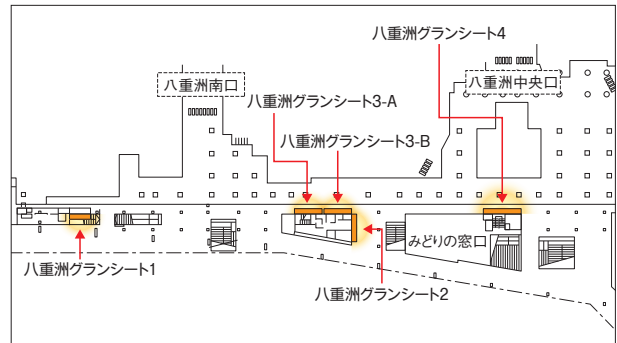 八重洲グランシート4
八重洲南口
八重洲中央口
八重洲グランシート3-A
八重洲グランシート3-B
みどりの窓口
八重洲グランシート1
八重洲グランシート2